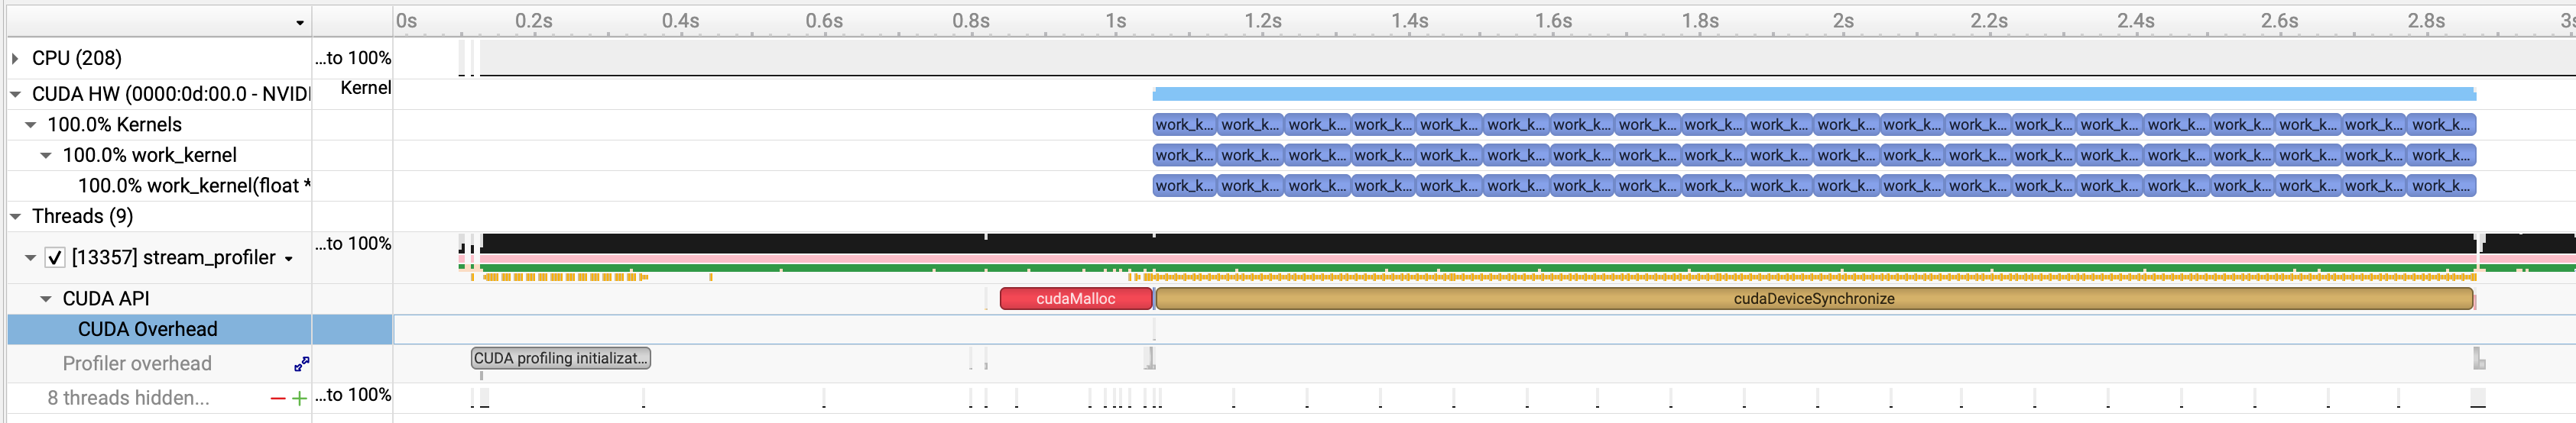 0s 0.2s 0.4s 0.6s 0.8s 1s 1.2s 1.4s 1.6s 1.8s 2s 2.2s 2.4s 2.6s 2.8s 3s
CPU (208) ...to 100%
CUDA HW (0000:0d:00.0 - NVIDI Kernel
100.0% Kernels work_k... work_k... work_k... work_k... work_k... work_k... work_k... work_k... work_k... work_k... work_k... work_k... work_k... work_k... work_k... work_k... work_k... work_k... work_k... work_k...
100.0% work_kernel work_k... work_k... work_k... work_k... work_k... work_k... work_k... work_k... work_k... work_k... work_k... work_k... work_k... work_k... work_k... work_k... work_k... work_k... work_k... work_k...
100.0% work_kernel(float * work_k... work_k... work_k... work_k... work_k... work_k... work_k... work_k... work_k... work_k... work_k... work_k... work_k... work_k... work_k... work_k... work_k... work_k... work_k... work_k...
Threads (9)
[13357] stream_profiler ...to 100%
CUDA API cudaMalloc cudaDeviceSynchronize
CUDA Overhead
Profiler overhead CUDA profiling initializat...
8 threads hidden... ...to 100%